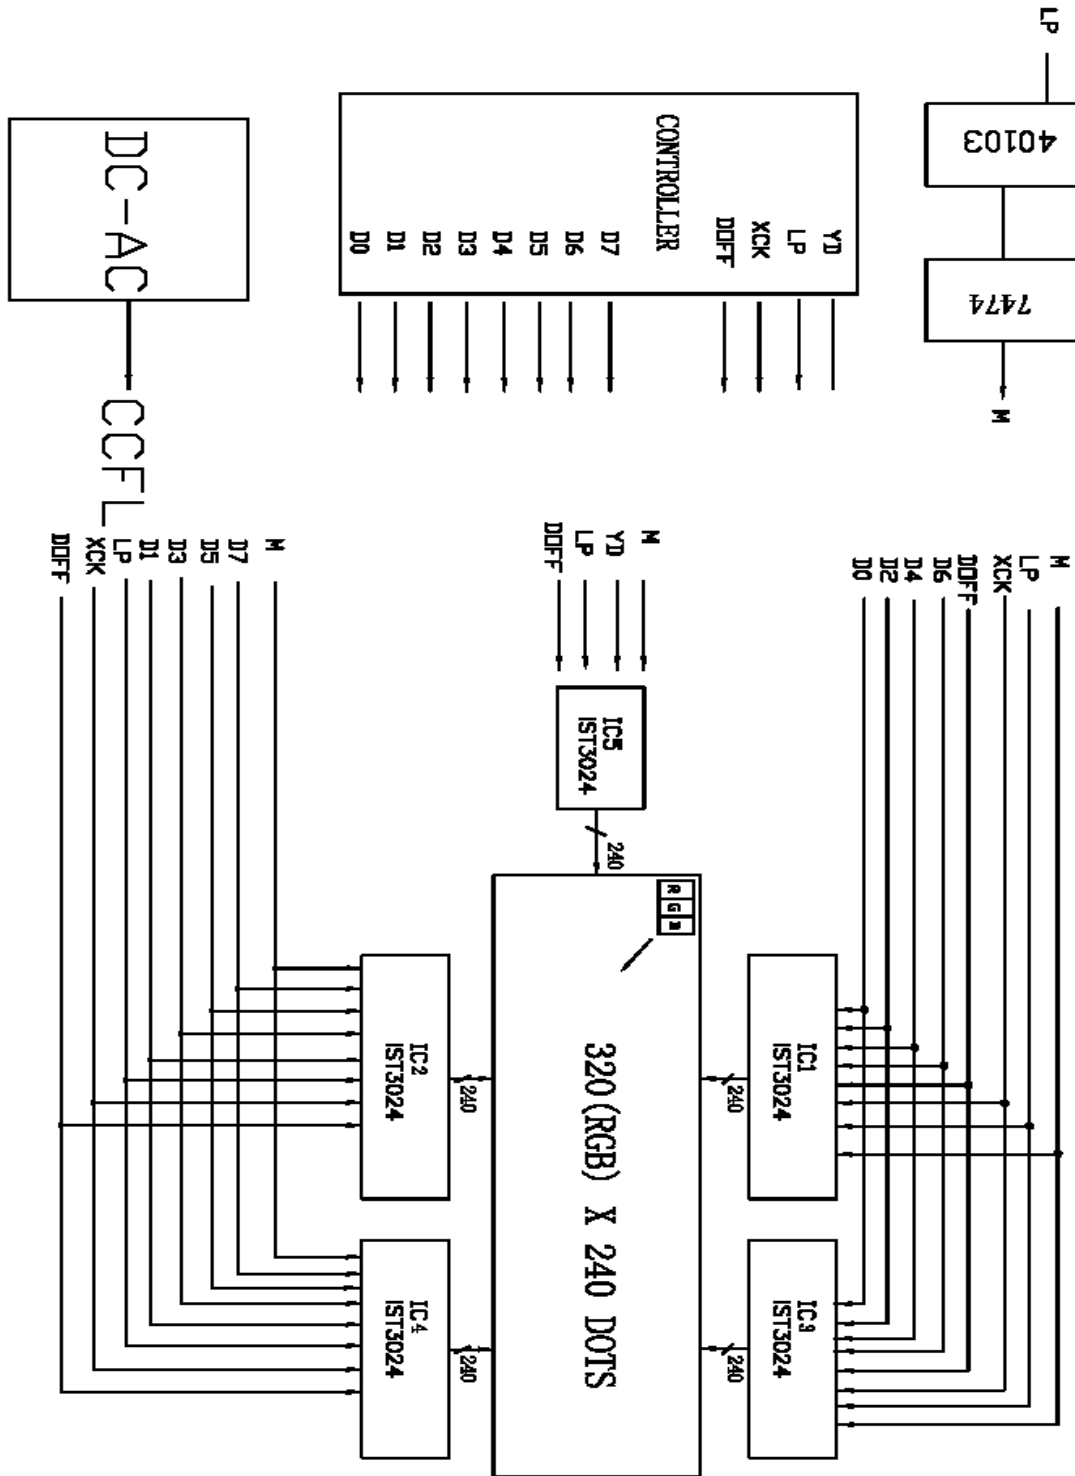 LP
40103
7474
M
CONTROLLER
YD
LP
XCK
DOFF
D7
D6
D5
D4
D3
D2
D1
D0
DC-AC
CCFL
M
LP
XCK
DOFF
D6
D4
D2
D0
M
YD
LP
DOFF
IC5
IST3024
240
M
D7
D5
D3
D1
LP
XCK
DOFF
IC1
IST3024
240
IC3
IST3024
240
R G B
320(RGB) X 240 DOTS
IC2
IST3024
240
IC4
IST3024
240